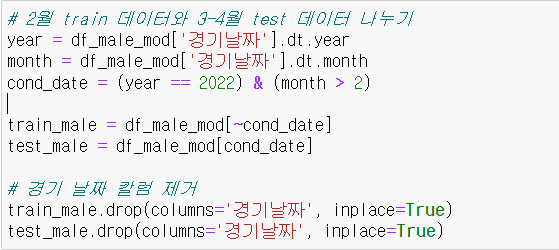 # 2월 train 데이터와 3-4월 test 데이터 나누기
year = df_male_mod['경기날짜'].dt.year
month = df_male_mod['경기날짜'].dt.month
cond_date = (year == 2022) & (month > 2)
train_male = df_male_mod[~cond_date]
test_male = df_male_mod[cond_date]
# 경기 날짜 칼럼 제거
train_male.drop(columns='경기날짜', inplace=True)
test_male.drop(columns='경기날짜', inplace=True)